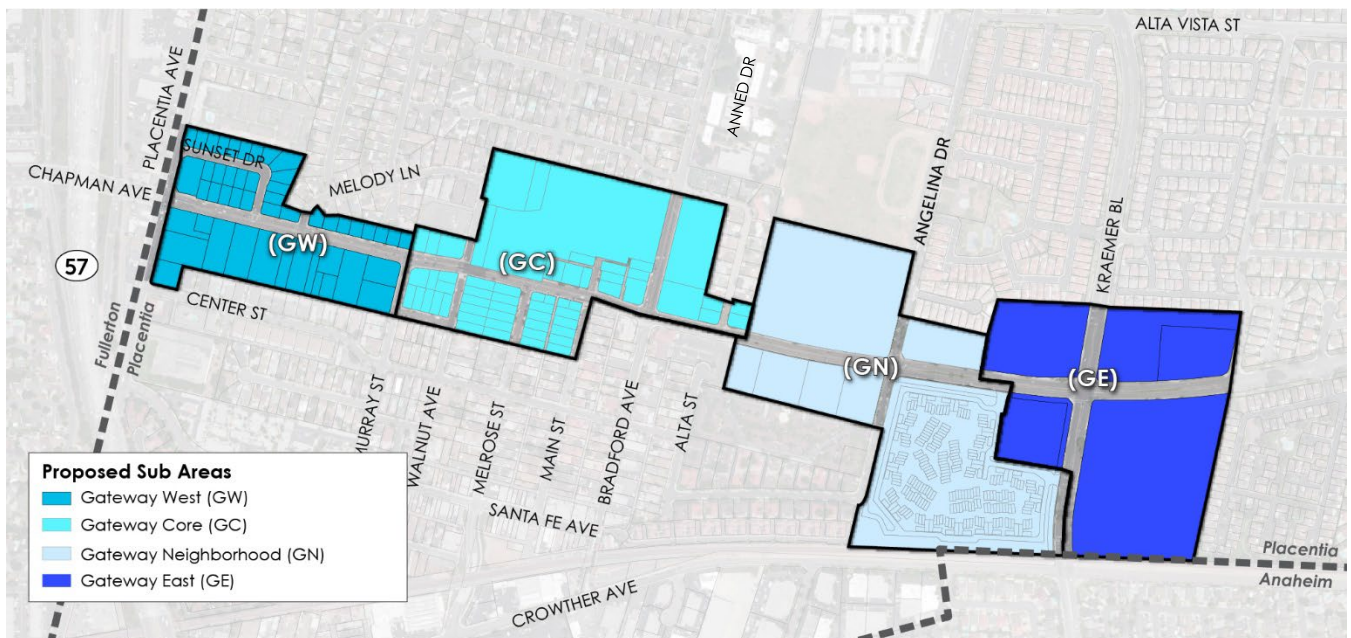 ALTA VISTA ST
PLACENTIA AVE
ANNED DR
ANGELINA DR
KRAEMER BL
SUNSET DR
MELODY LN
CHAPMAN AVE
(GW)
(GC)
57
CENTER ST
Fullerton
Placentia
(GN)
(GE)
MURRAY ST
WALNUT AVE
MELROSE ST
MAIN ST
BRADFORD AVE
ALTA ST
SANTA FE AVE
CROWTHER AVE
Placentia
Anaheim
Proposed Sub Areas
Gateway West (GW)
Gateway Core (GC)
Gateway Neighborhood (GN)
Gateway East (GE)